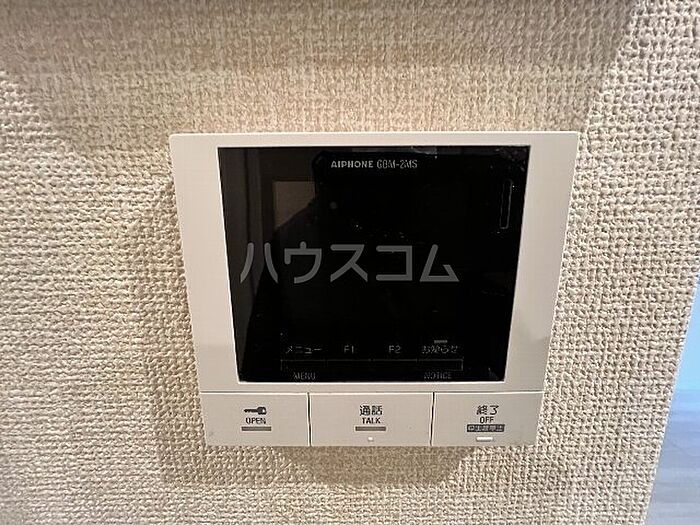 AIPHONE GBM-2MS
ハウスコム
メニュー F1 F2 お知らせ
MENU NOTICE
OPEN 通話 終了
TALK OFF